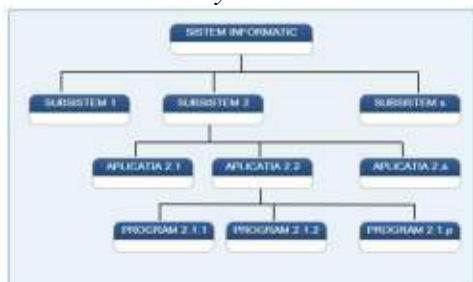 SISTEM INFORMATIC
SUBSISTEM 1 SUBSISTEM 2 SUBSISTEM s
APLICATIA 2.1 APLICATIA 2.2 APLICATIA 2.a
PROGRAM 2.1.1 PROGRAM 2.1.2 PROGRAM 2.1.p